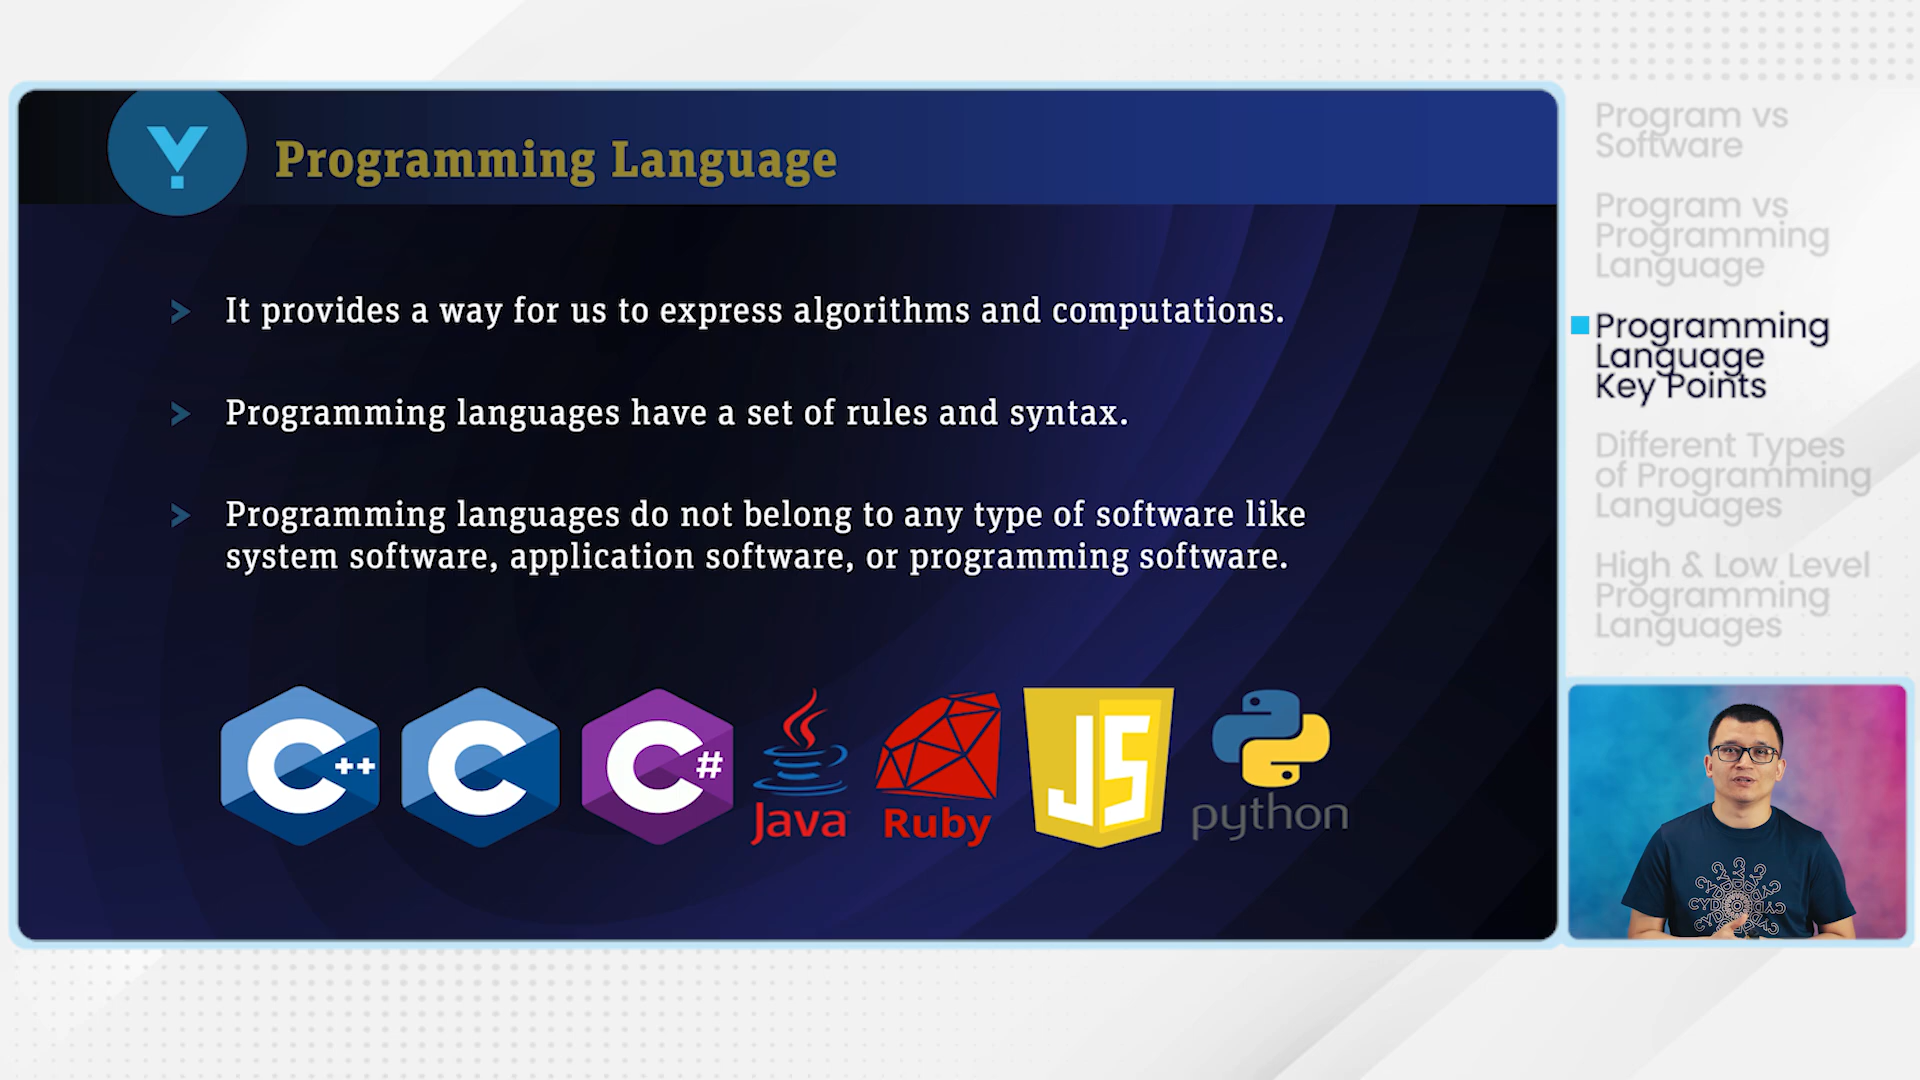 Programming Language
It provides a way for us to express algorithms and computations.
Programming languages have a set of rules and syntax.
Programming languages do not belong to any type of software like
system software, application software, or programming software.
C++
C
C#
Java
Ruby
JS
python
Program vs
Software
Program vs
Programming
Language
Programming
Language
Key Points
Different Types
of Programming
Languages
High & Low Level
Programming
Languages